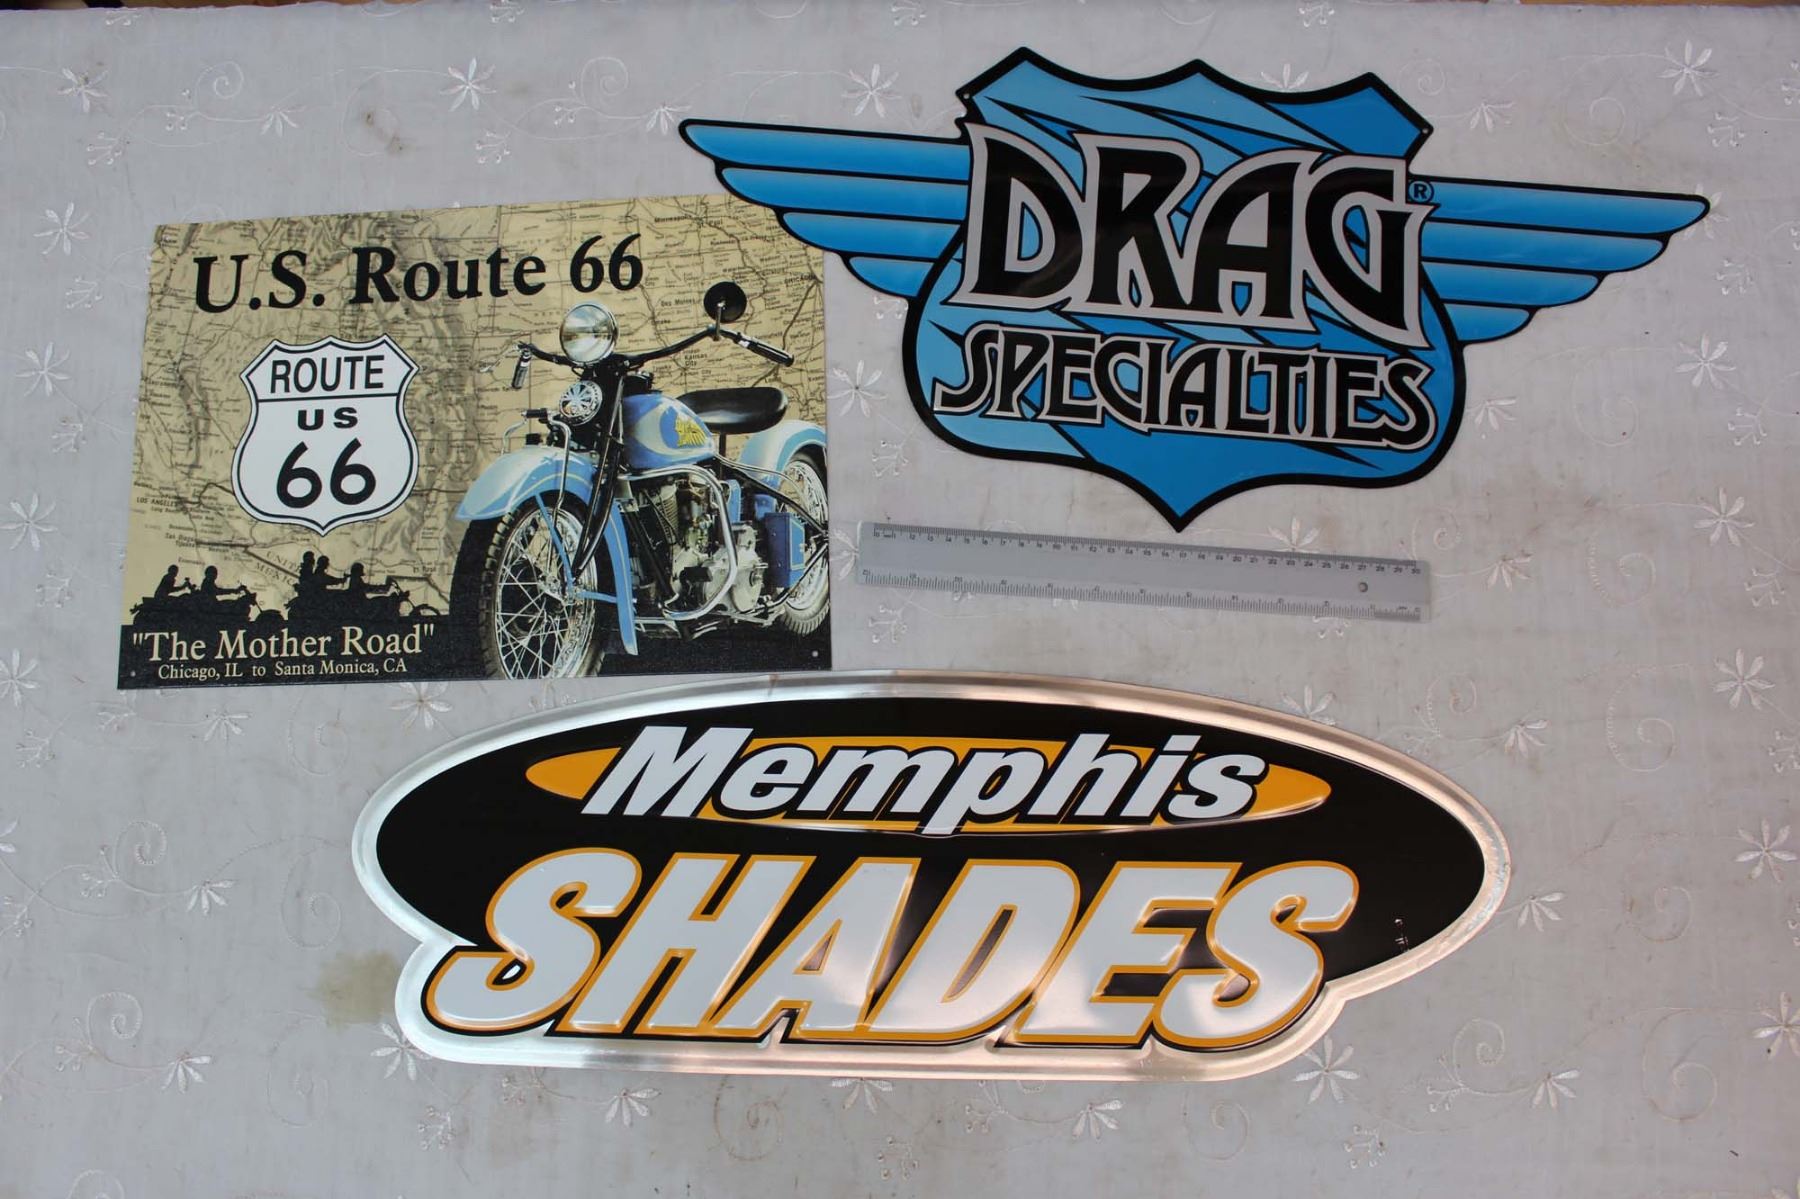 U.S. Route 66
ROUTE
US
66
"The Mother Road"
Chicago, IL to Santa Monica, CA
DRAG®
SPECIALTIES
Memphis
SHADES